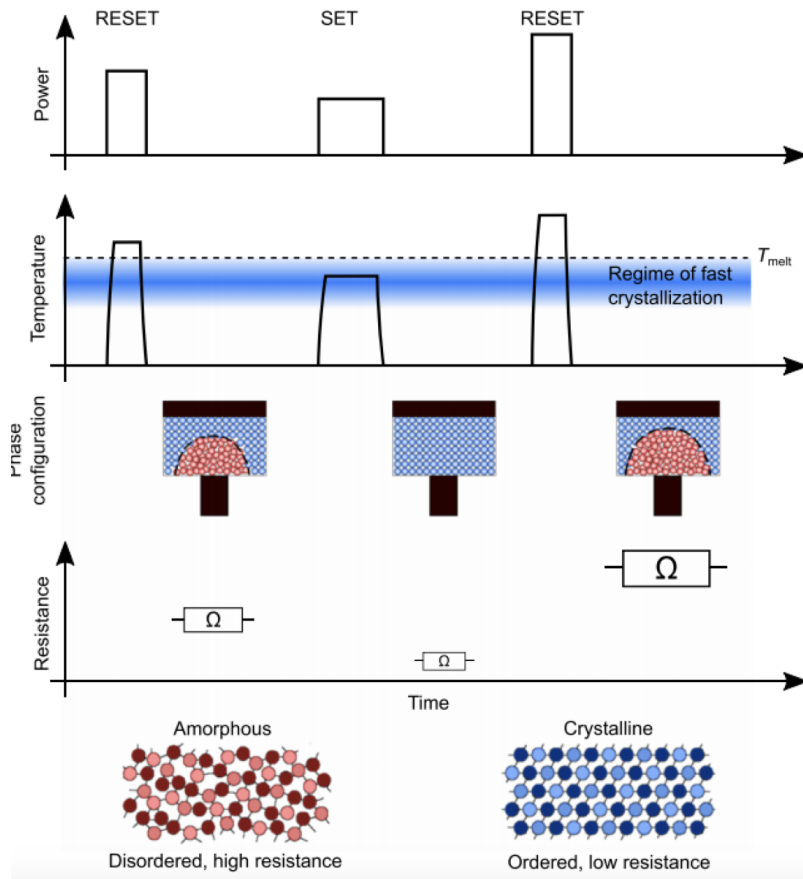 RESET
SET
RESET
Power
Temperature
T_melt
Regime of fast
crystallization
Phase
configuration
Ω
Ω
Ω
Resistance
Time
Amorphous
Crystalline
Disordered, high resistance
Ordered, low resistance